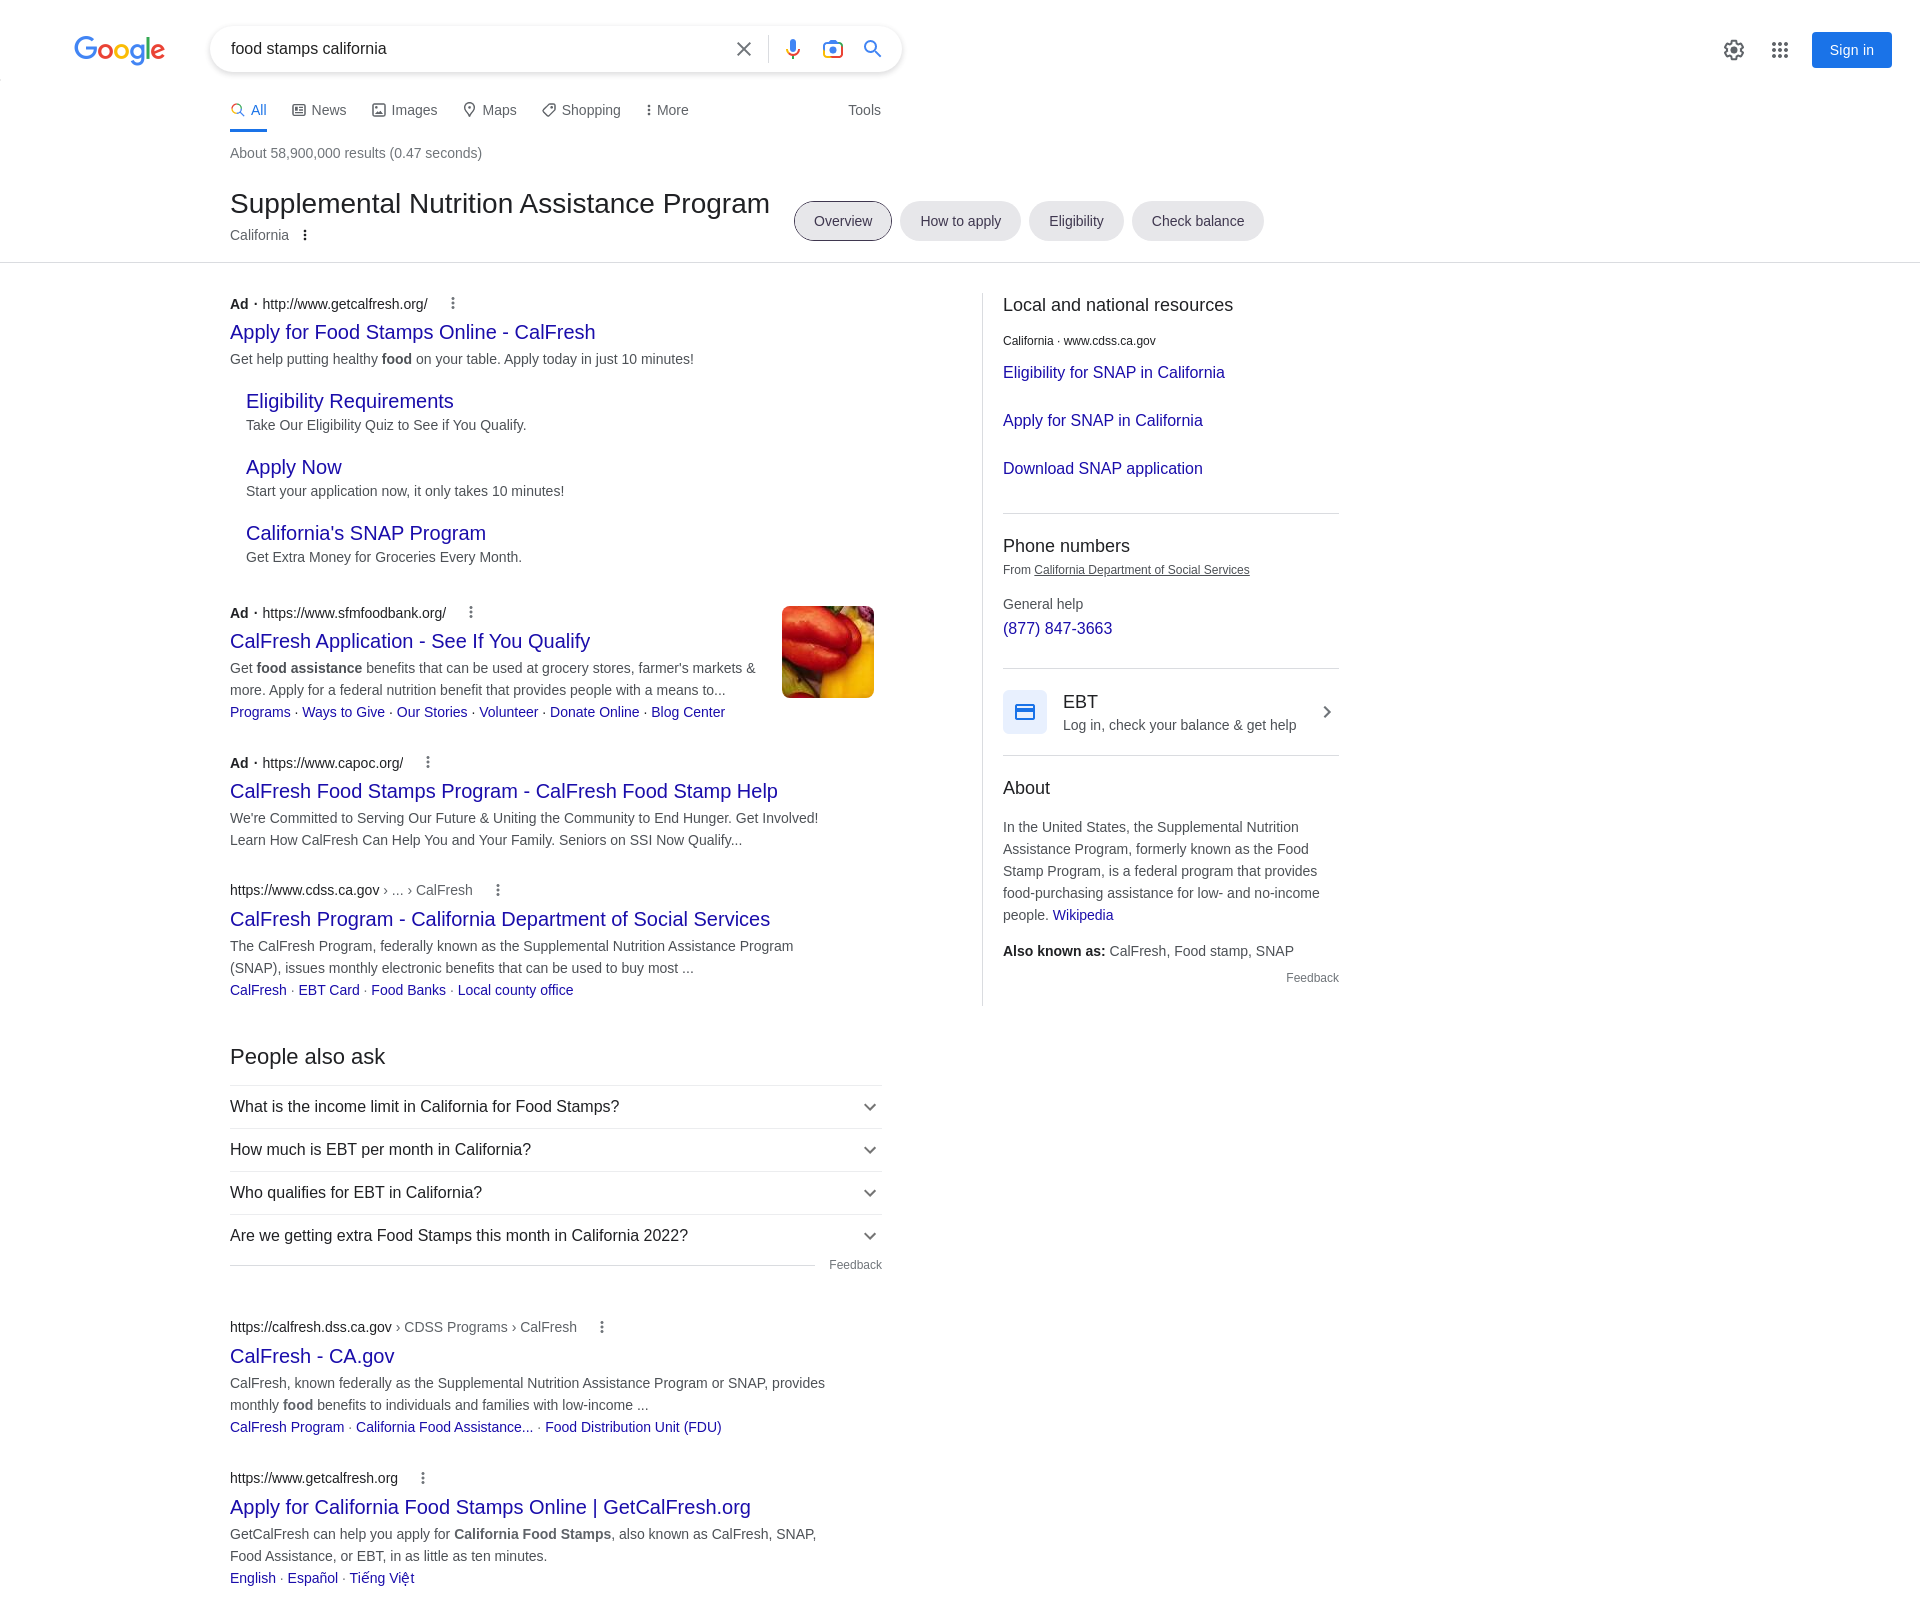 Google
food stamps california
Sign in
All
News
Images
Maps
Shopping
More
Tools
About 58,900,000 results (0.47 seconds)
Supplemental Nutrition Assistance Program
California
Overview
How to apply
Eligibility
Check balance
Ad · http://www.getcalfresh.org/
Apply for Food Stamps Online - CalFresh
Get help putting healthy food on your table. Apply today in just 10 minutes!
Eligibility Requirements
Take Our Eligibility Quiz to See if You Qualify.
Apply Now
Start your application now, it only takes 10 minutes!
California's SNAP Program
Get Extra Money for Groceries Every Month.
Ad · https://www.sfmfoodbank.org/
CalFresh Application - See If You Qualify
Get food assistance benefits that can be used at grocery stores, farmer's markets &
more. Apply for a federal nutrition benefit that provides people with a means to...
Programs · Ways to Give · Our Stories · Volunteer · Donate Online · Blog Center
Ad · https://www.capoc.org/
CalFresh Food Stamps Program - CalFresh Food Stamp Help
We're Committed to Serving Our Future & Uniting the Community to End Hunger. Get Involved!
Learn How CalFresh Can Help You and Your Family. Seniors on SSI Now Qualify...
https://www.cdss.ca.gov › ... › CalFresh
CalFresh Program - California Department of Social Services
The CalFresh Program, federally known as the Supplemental Nutrition Assistance Program
(SNAP), issues monthly electronic benefits that can be used to buy most ...
CalFresh · EBT Card · Food Banks · Local county office
People also ask
What is the income limit in California for Food Stamps?
How much is EBT per month in California?
Who qualifies for EBT in California?
Are we getting extra Food Stamps this month in California 2022?
Feedback
https://calfresh.dss.ca.gov › CDSS Programs › CalFresh
CalFresh - CA.gov
CalFresh, known federally as the Supplemental Nutrition Assistance Program or SNAP, provides
monthly food benefits to individuals and families with low-income ...
CalFresh Program · California Food Assistance... · Food Distribution Unit (FDU)
https://www.getcalfresh.org
Apply for California Food Stamps Online | GetCalFresh.org
GetCalFresh can help you apply for California Food Stamps, also known as CalFresh, SNAP,
Food Assistance, or EBT, in as little as ten minutes.
English · Español · Tiếng Việt
Local and national resources
California · www.cdss.ca.gov
Eligibility for SNAP in California
Apply for SNAP in California
Download SNAP application
Phone numbers
From California Department of Social Services
General help
(877) 847-3663
EBT
Log in, check your balance & get help
About
In the United States, the Supplemental Nutrition
Assistance Program, formerly known as the Food
Stamp Program, is a federal program that provides
food-purchasing assistance for low- and no-income
people. Wikipedia
Also known as: CalFresh, Food stamp, SNAP
Feedback